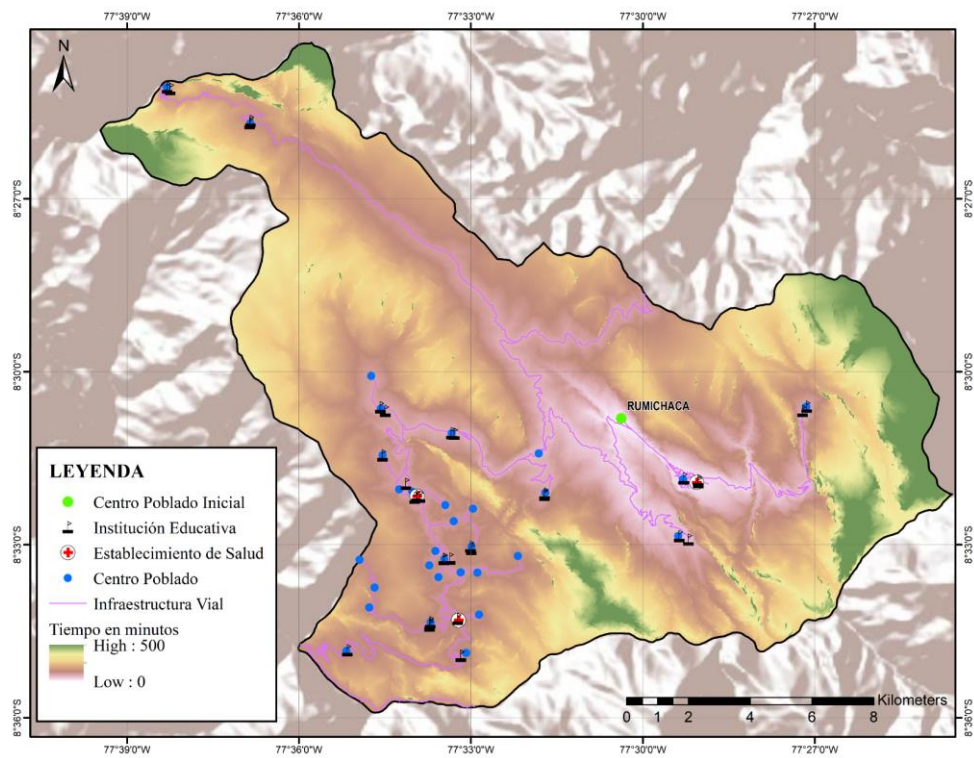 77°39'0"W 77°36'0"W 77°33'0"W 77°30'0"W 77°27'0"W
N
8°27'0"S 8°27'0"S
8°30'0"S 8°30'0"S
RUMICHACA
LEYENDA
Centro Poblado Inicial
Institución Educativa
Establecimiento de Salud
Centro Poblado
Infraestructura Vial
Tiempo en minutos
High : 500
Low : 0
8°33'0"S 8°33'0"S
Kilometers
0 1 2 4 6 8
8°36'0"S 8°36'0"S
77°39'0"W 77°36'0"W 77°33'0"W 77°30'0"W 77°27'0"W